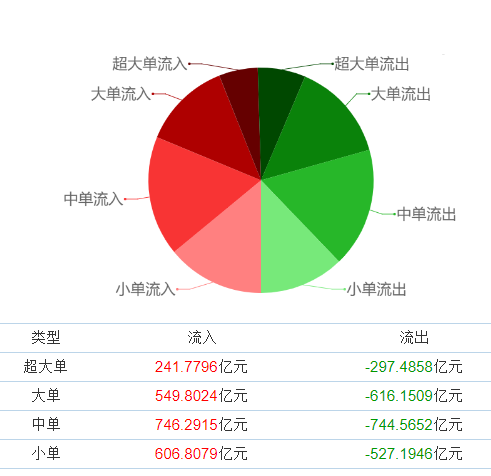 超大单流入 超大单流出
大单流入 大单流出
中单流入 中单流出
小单流入 小单流出
类型 流入 流出
超大单 241.7796亿元 -297.4858亿元
大单 549.8024亿元 -616.1509亿元
中单 746.2915亿元 -744.5652亿元
小单 606.8079亿元 -527.1946亿元